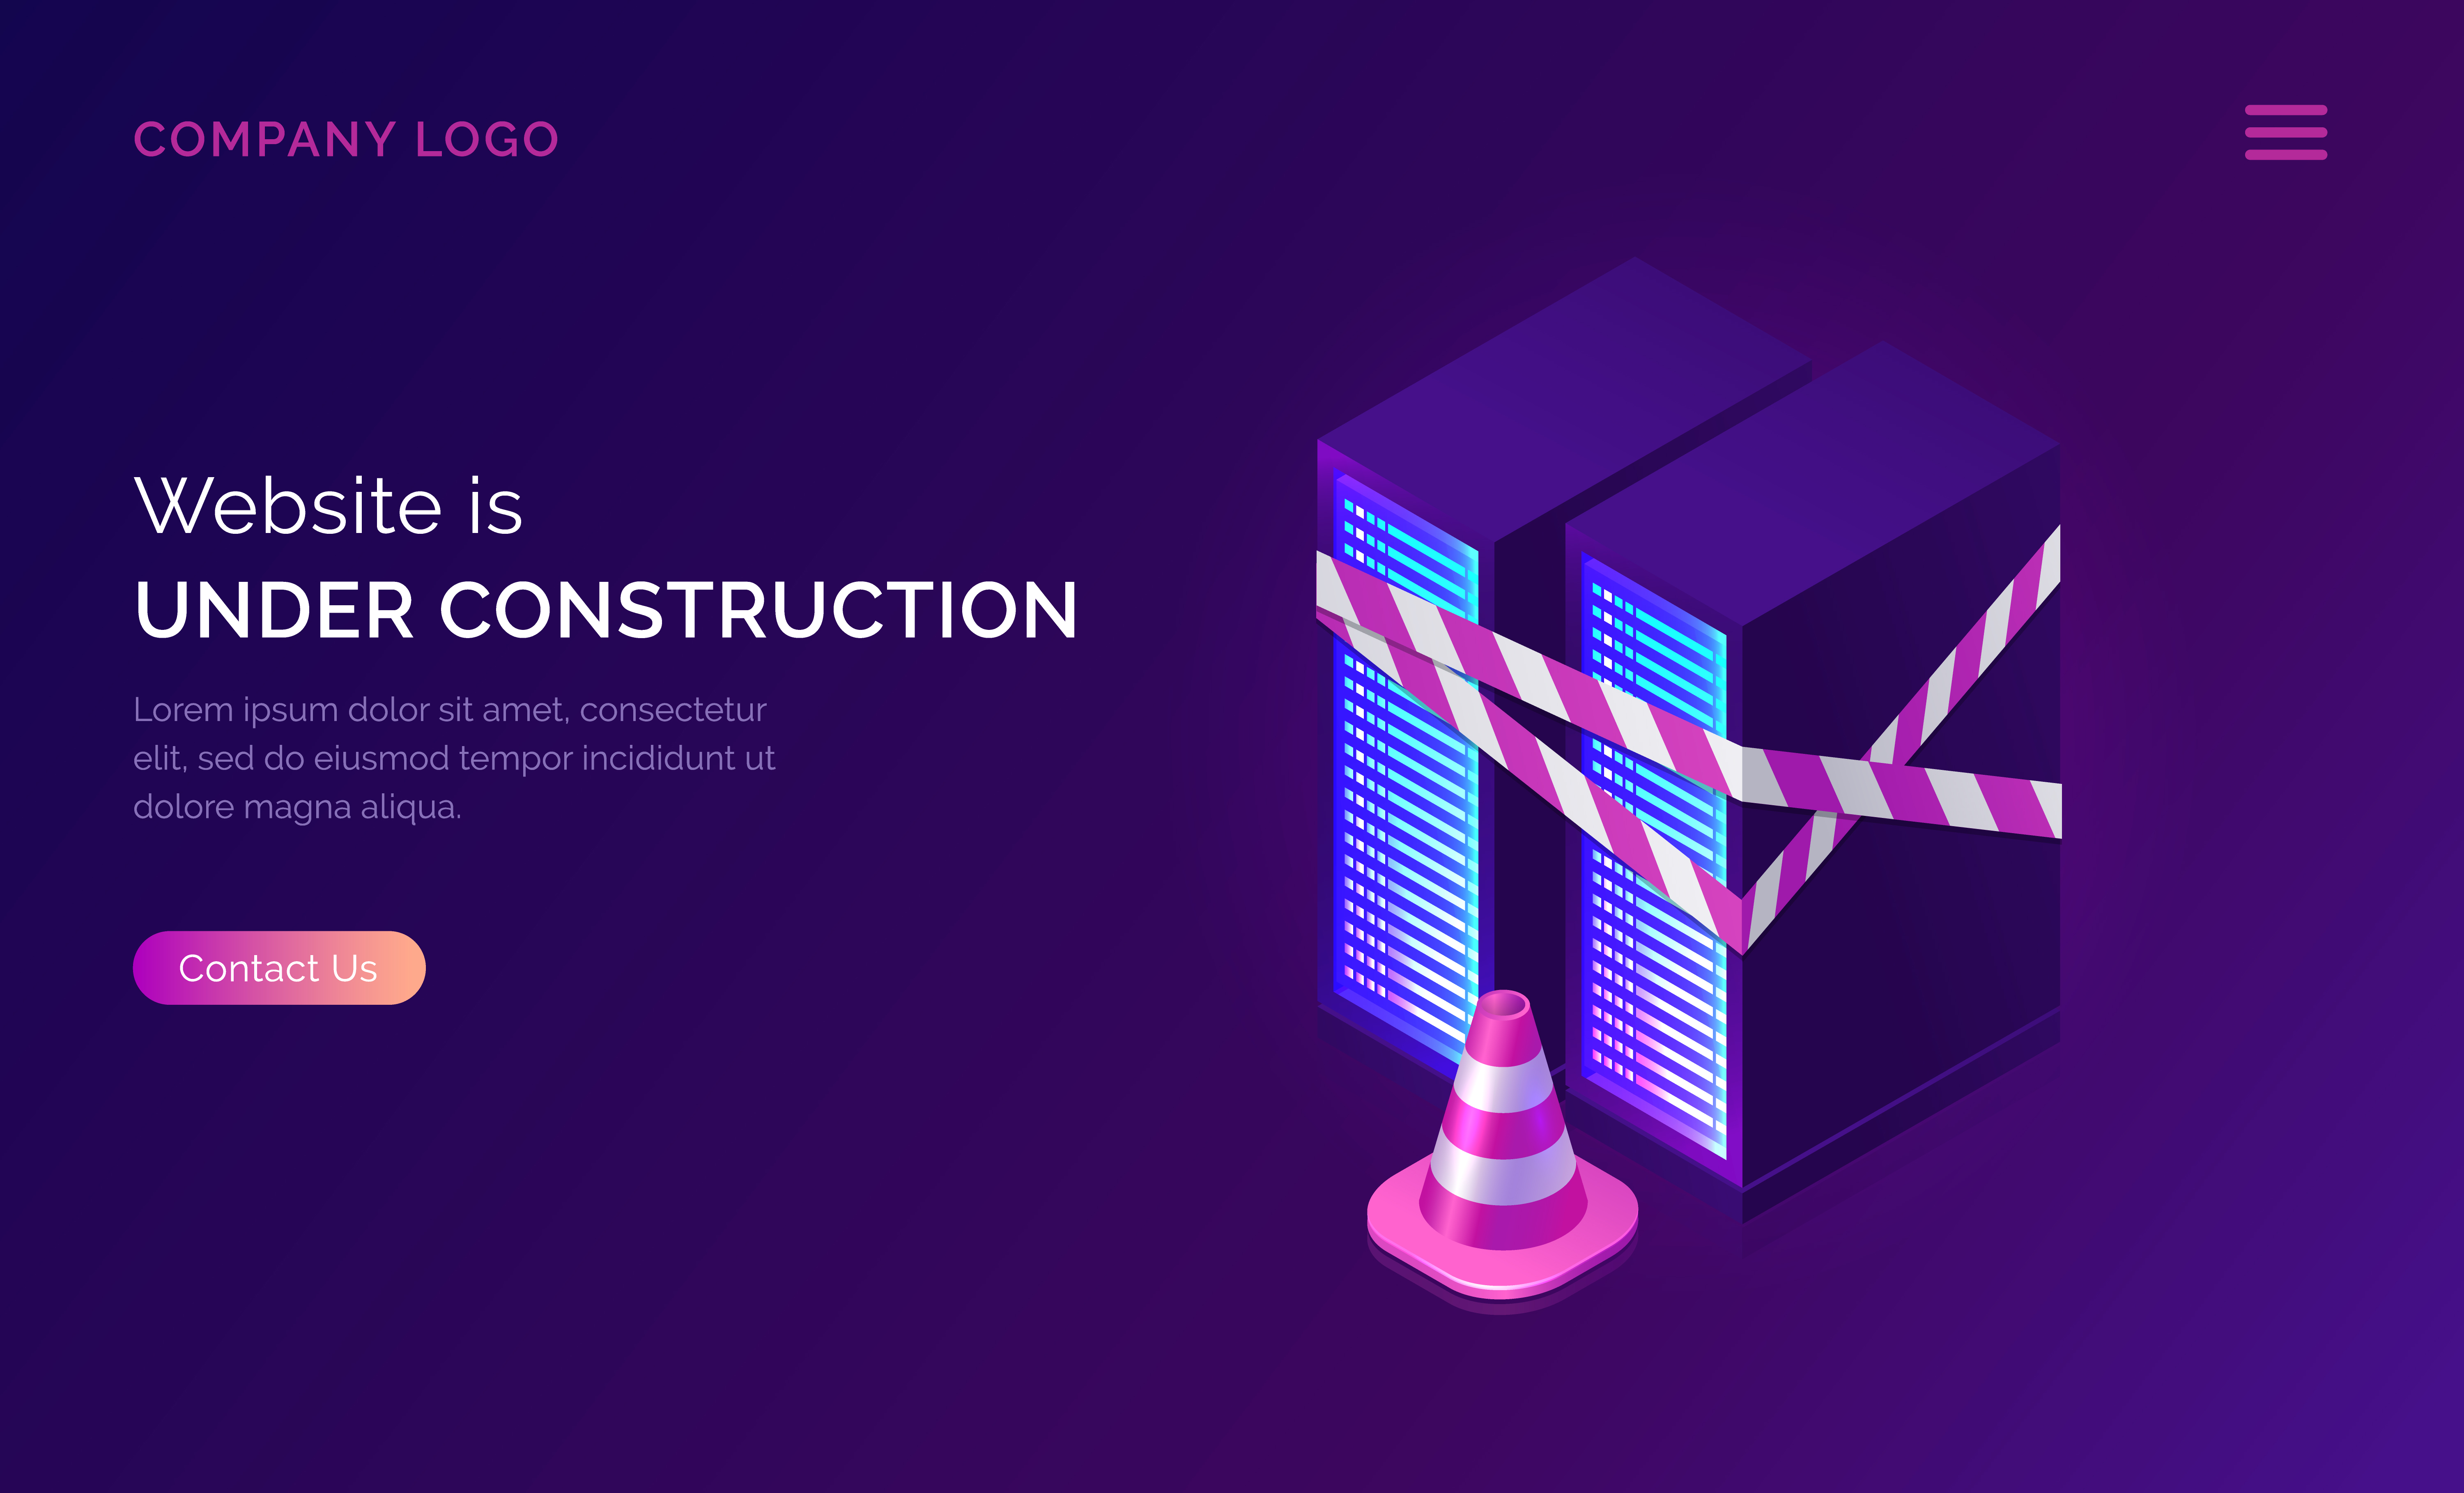 COMPANY LOGO
Website is
UNDER CONSTRUCTION
Lorem ipsum dolor sit amet, consectetur
elit, sed do eiusmod tempor incididunt ut
dolore magna aliqua.
Contact Us